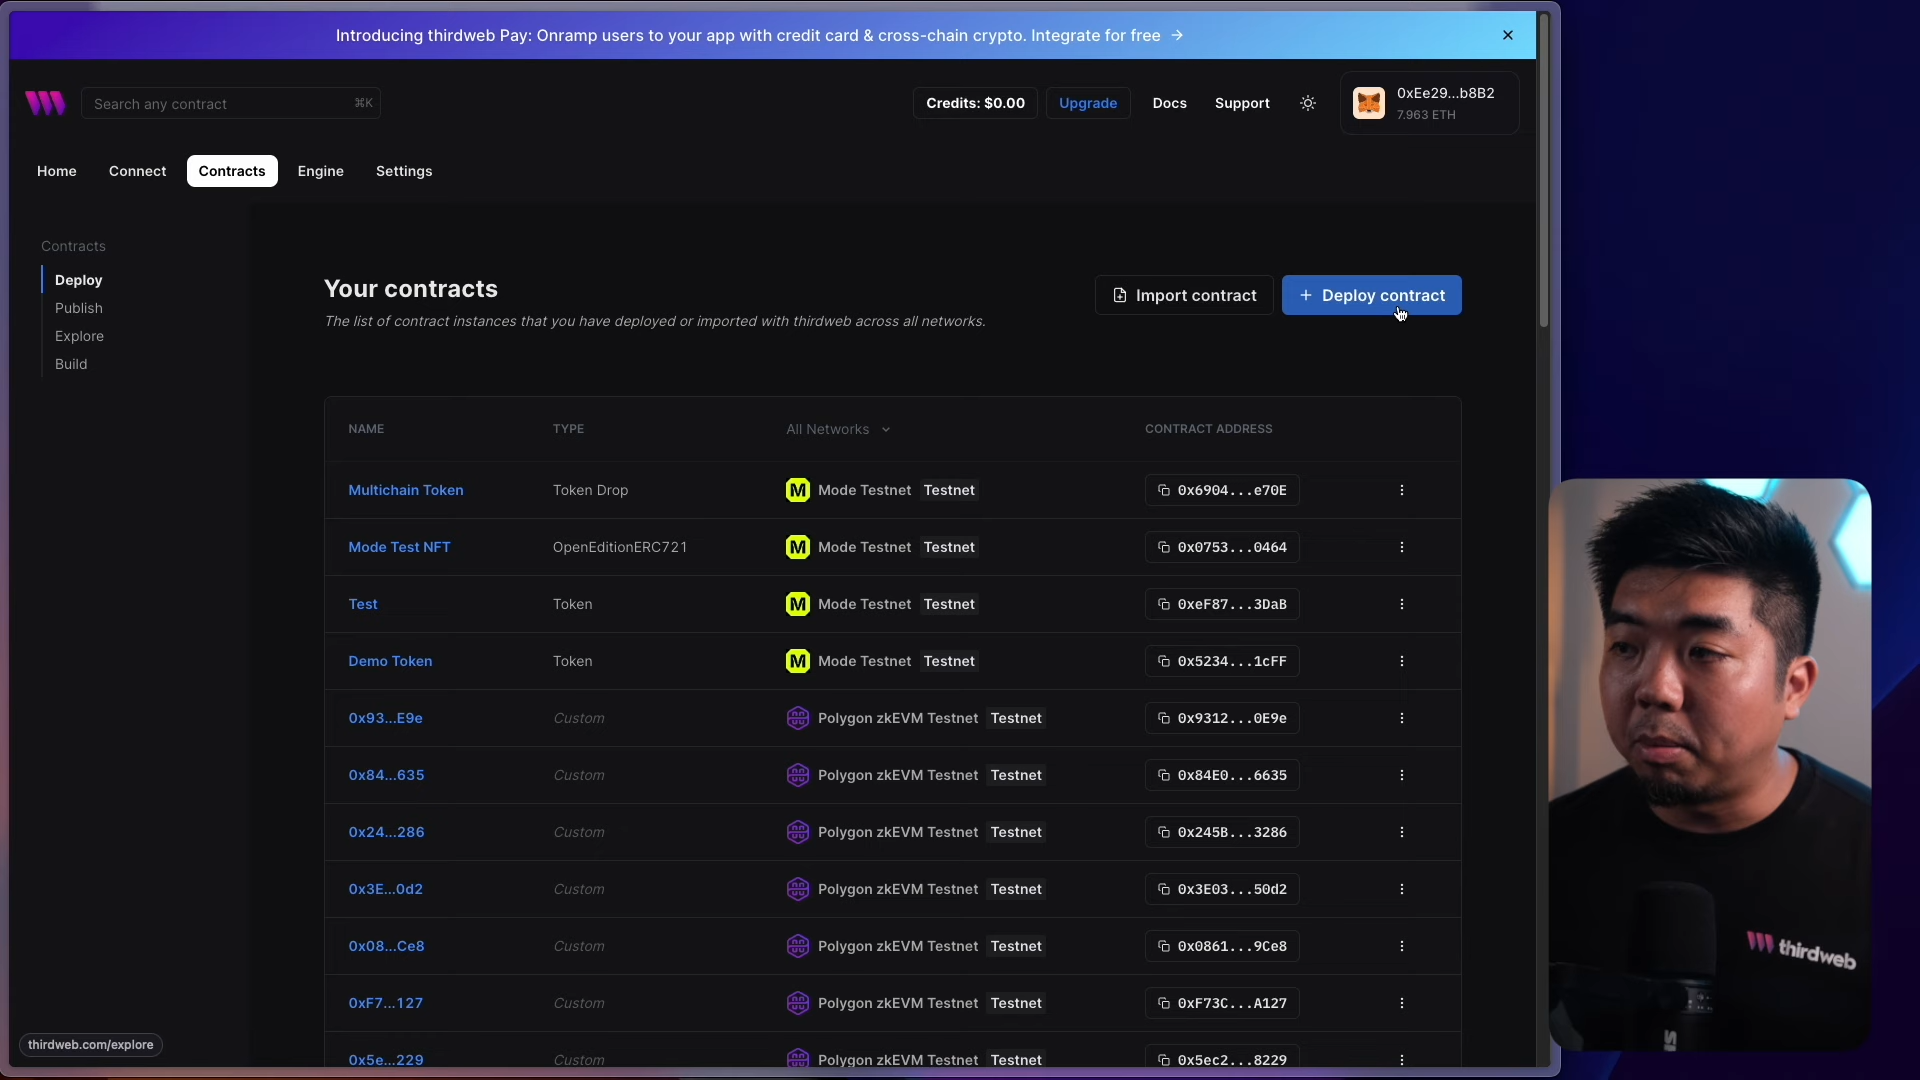 Introducing thirdweb Pay: Onramp users to your app with credit card & cross-chain crypto. Integrate for free →
Search any contract ⌘K
Credits: $0.00 Upgrade Docs Support
0xEe29...b8B2
7.963 ETH
Home Connect Contracts Engine Settings
Contracts
Deploy
Publish
Explore
Build
Your contracts
The list of contract instances that you have deployed or imported with thirdweb across all networks.
Import contract
+ Deploy contract
NAME TYPE All Networks CONTRACT ADDRESS
Multichain Token Token Drop M Mode Testnet Testnet 0x6904...e70E
Mode Test NFT OpenEditionERC721 M Mode Testnet Testnet 0x0753...0464
Test Token M Mode Testnet Testnet 0xeF87...3DaB
Demo Token Token M Mode Testnet Testnet 0x5234...1cFF
0x93...E9e Custom Polygon zkEVM Testnet Testnet 0x9312...0E9e
0x84...635 Custom Polygon zkEVM Testnet Testnet 0x84E0...6635
0x24...286 Custom Polygon zkEVM Testnet Testnet 0x245B...3286
0x3E...0d2 Custom Polygon zkEVM Testnet Testnet 0x3E03...50d2
0x08...Ce8 Custom Polygon zkEVM Testnet Testnet 0x0861...9Ce8
0xF7...127 Custom Polygon zkEVM Testnet Testnet 0xF73C...A127
0x5e...229 Custom Polygon zkEVM Testnet Testnet 0x5ec2...8229
thirdweb.com/explore
thirdweb